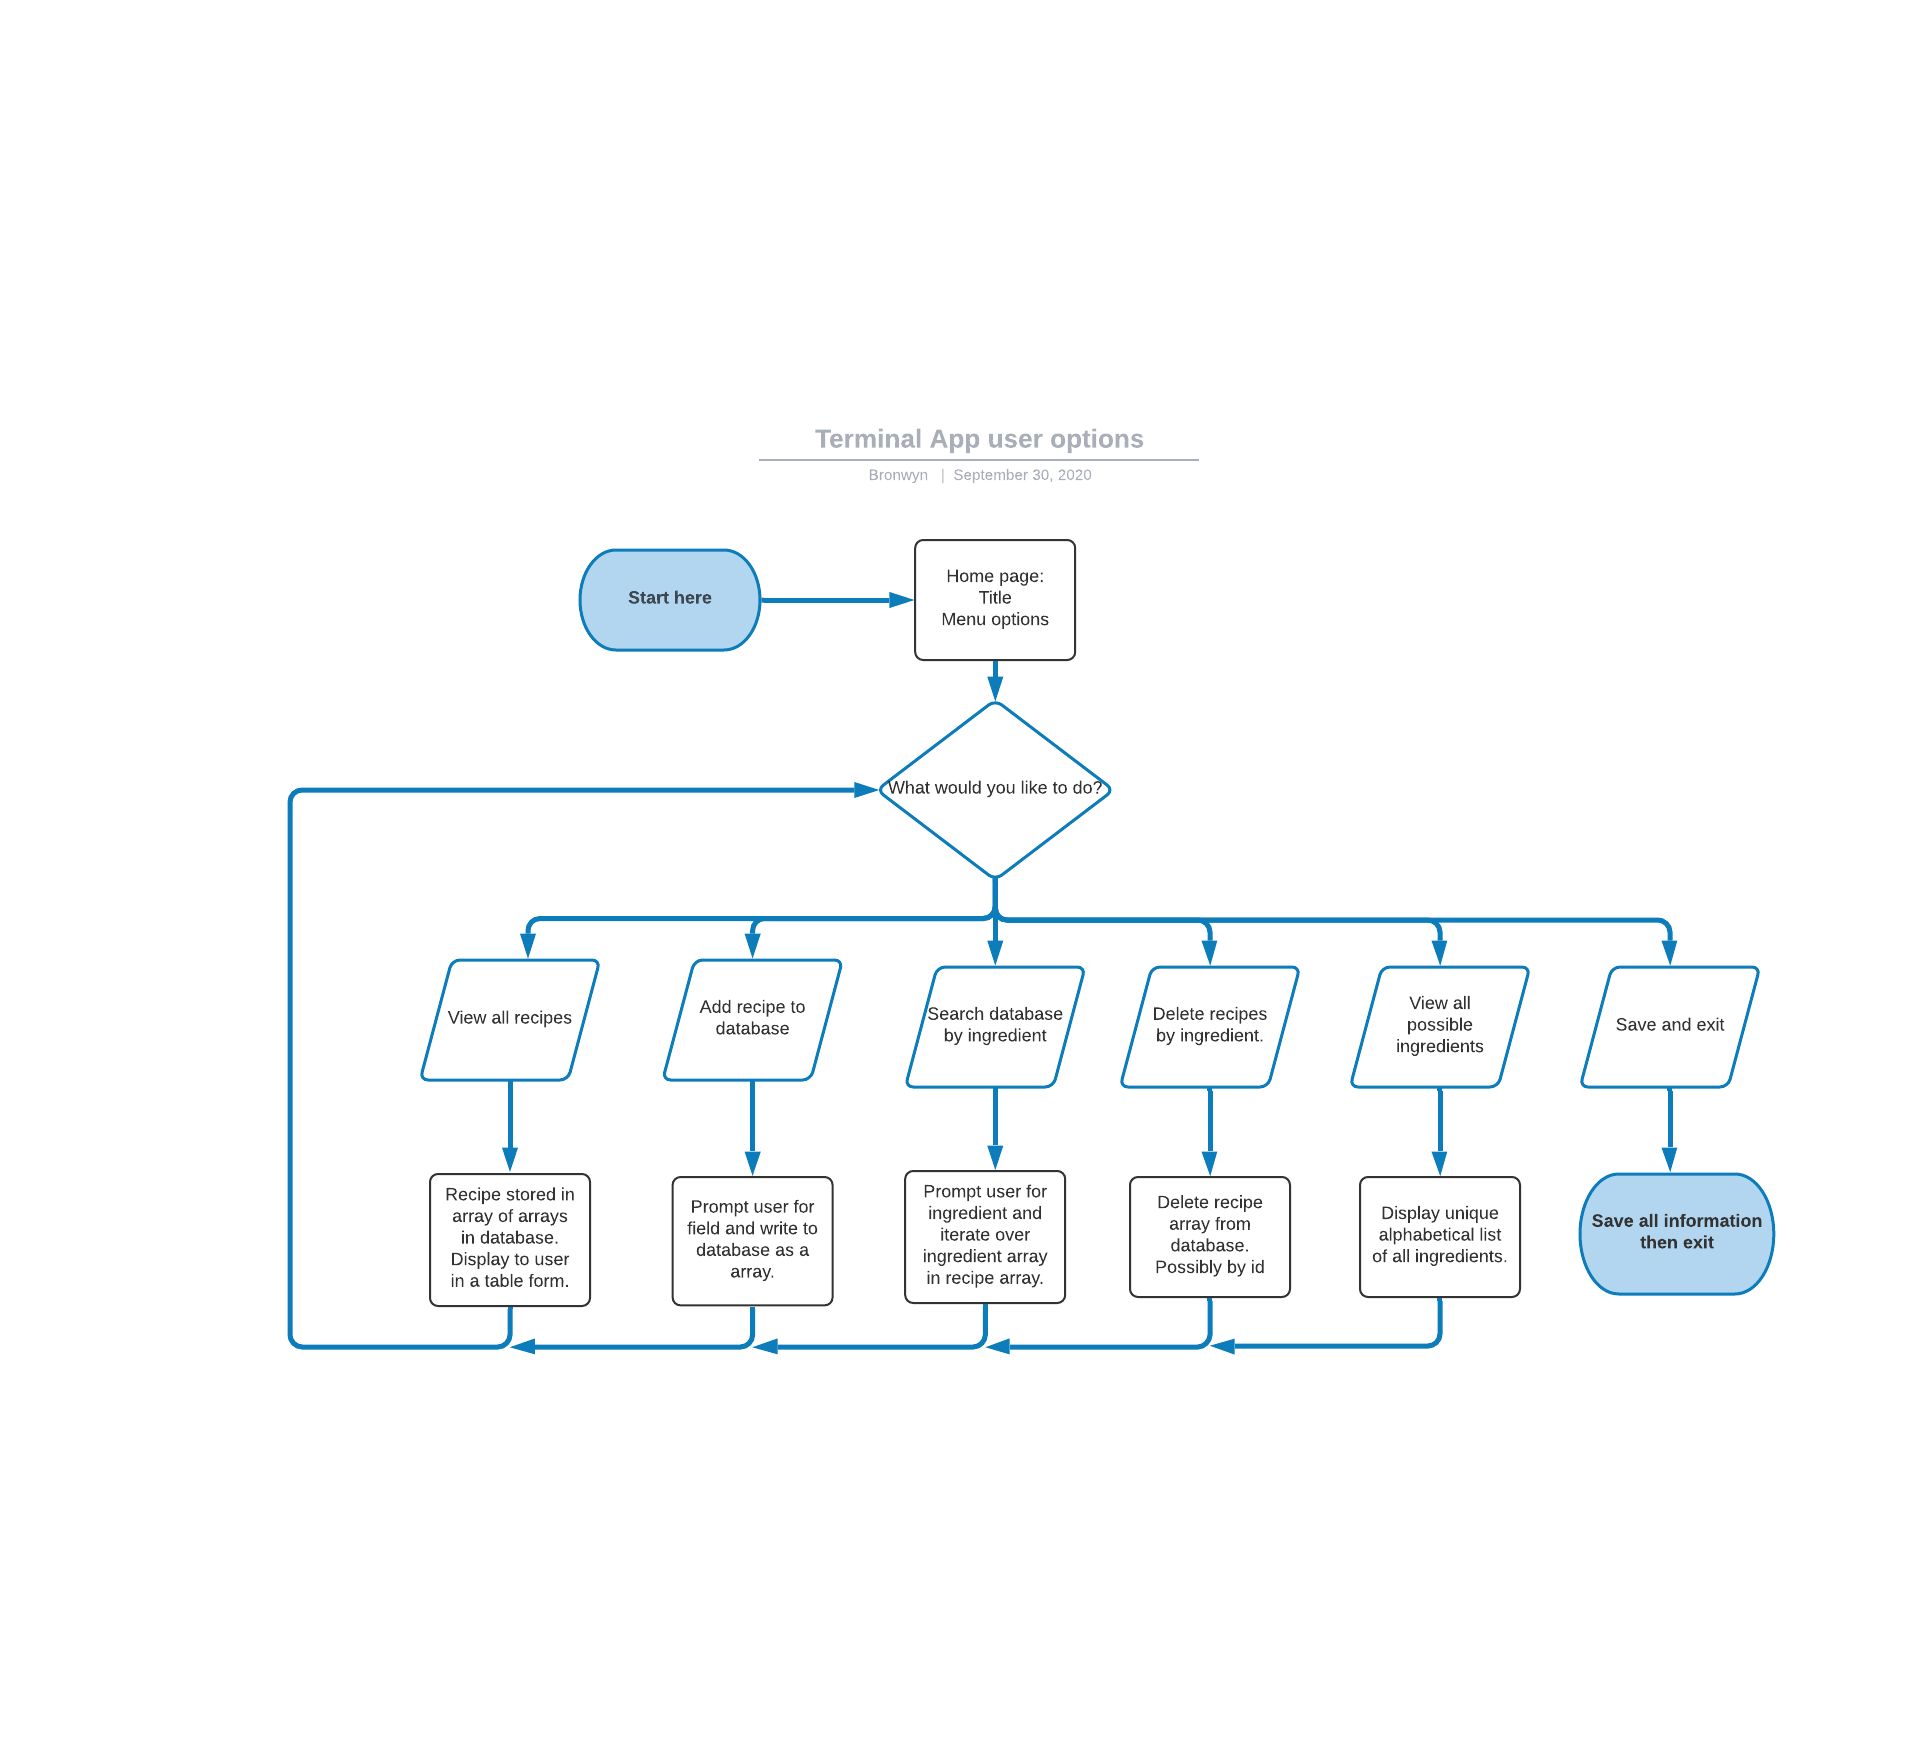 Terminal App user options
Bronwyn | September 30, 2020
Start here
Home page:
Title
Menu options
What would you like to do?
View all recipes
Add recipe to
database
Search database
by ingredient
Delete recipes
by ingredient.
View all
possible
ingredients
Save and exit
Recipe stored in
array of arrays
in database.
Display to user
in a table form.
Prompt user for
field and write to
database as a
array.
Prompt user for
ingredient and
iterate over
ingredient array
in recipe array.
Delete recipe
array from
database.
Possibly by id
Display unique
alphabetical list
of all ingredients.
Save all information
then exit